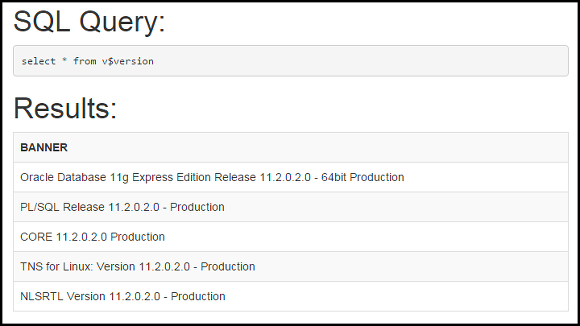 SQL Query:
select * from v$version
Results:
BANNER
Oracle Database 11g Express Edition Release 11.2.0.2.0 - 64bit Production
PL/SQL Release 11.2.0.2.0 - Production
CORE 11.2.0.2.0 Production
TNS for Linux: Version 11.2.0.2.0 - Production
NLSRTL Version 11.2.0.2.0 - Production